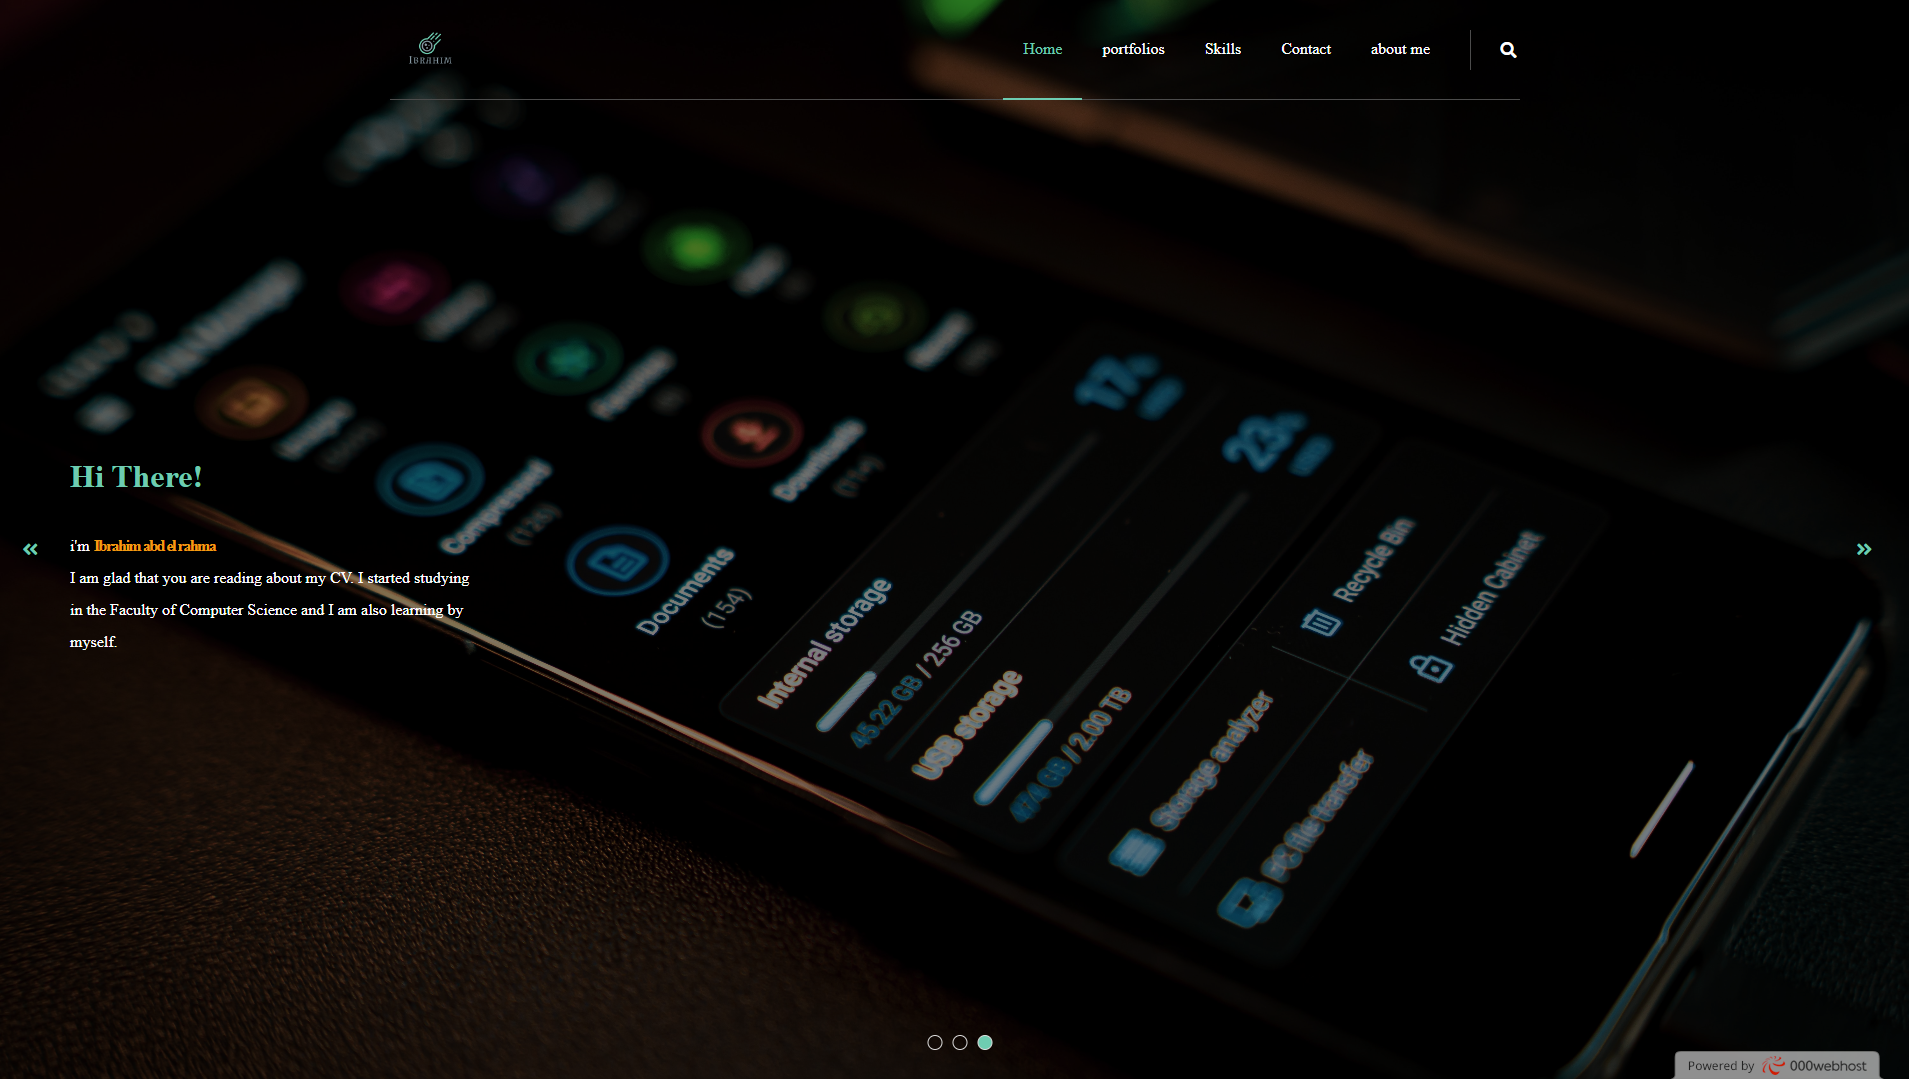 IBRAHIM
Home
portfolios
Skills
Contact
about me
Hi There!
i'm Ibrahim abd el rahma
I am glad that you are reading about my CV. I started studying
in the Faculty of Computer Science and I am also learning by
myself.
Compressed
Downloads
Documents
(154)
Internal storage
45.22 GB / 256 GB
USB storage
474 GB / 2.00 TB
Recycle Bin
Hidden Cabinet
Storage analyzer
PC file transfer
Powered by 000webhost